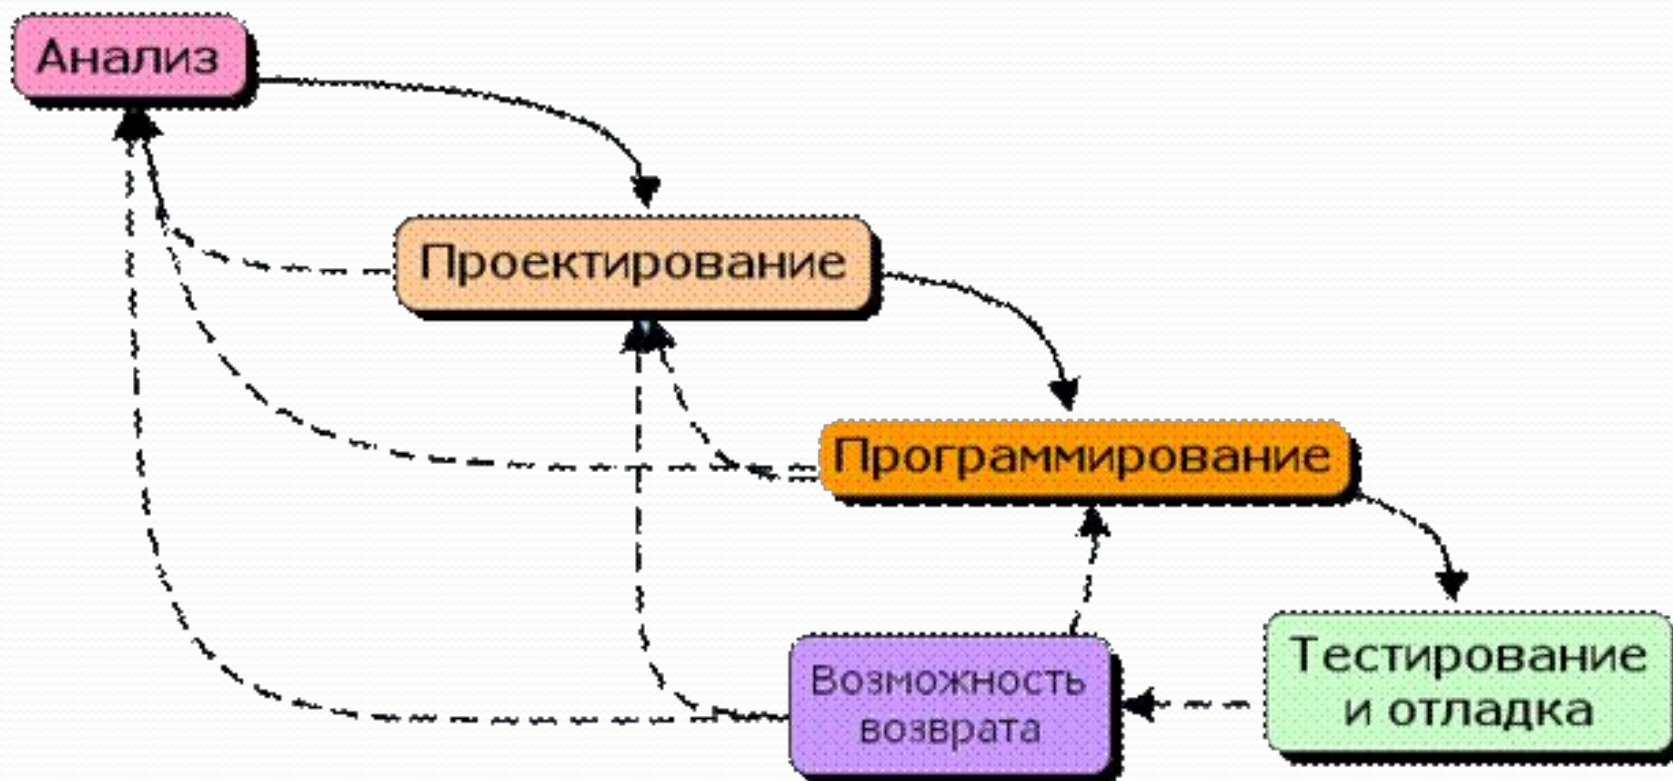 Анализ
Проектирование
Программирование
Возможность
возврата
Тестирование
и отладка